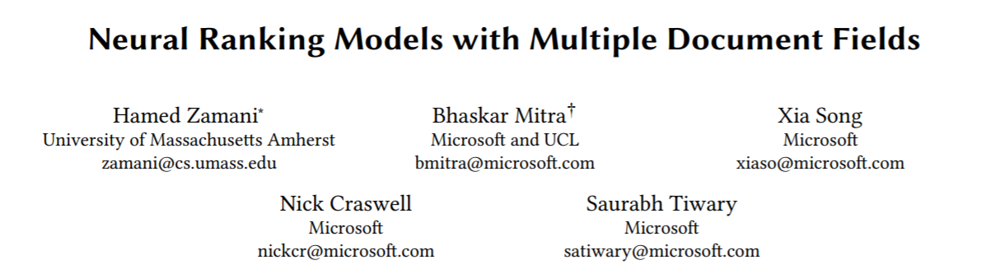 Neural Ranking Models with Multiple Document Fields
Hamed Zamani*
University of Massachusetts Amherst
zamani@cs.umass.edu
Bhaskar Mitra†
Microsoft and UCL
bmitra@microsoft.com
Xia Song
Microsoft
xiaso@microsoft.com
Nick Craswell
Microsoft
nickcr@microsoft.com
Saurabh Tiwary
Microsoft
satiwary@microsoft.com